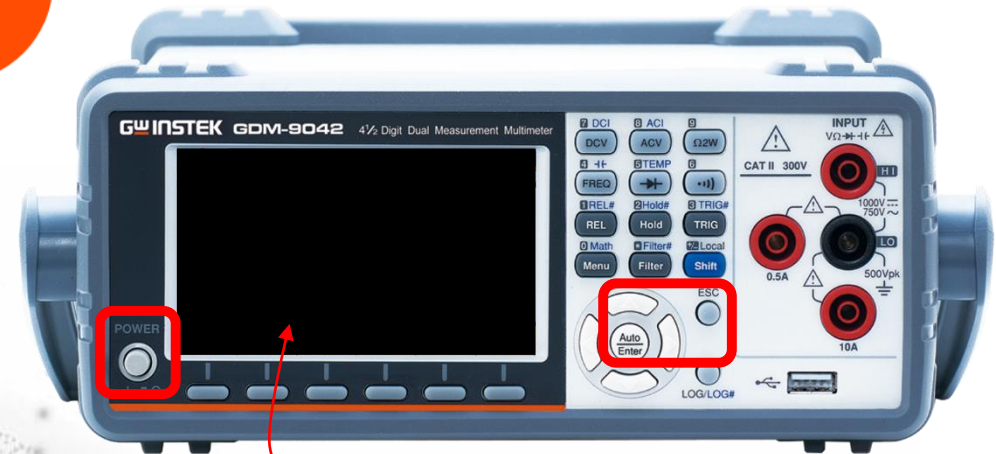 GWINSTEK GDM-9042 4½ Digit Dual Measurement Multimeter
7 DCI 8 ACI 9
DCV ACV Ω2W
4 5 TEMP 6
FREQ
1 REL# 2 Hold# 3 TRIG#
REL Hold TRIG
0 Math Filter# Local
Menu Filter Shift
ESC
Auto
Enter
LOG/LOG#
POWER
INPUT
VΩ
CAT II 300V
HI
1000V
750V
LO
0.5A
500Vpk
10A